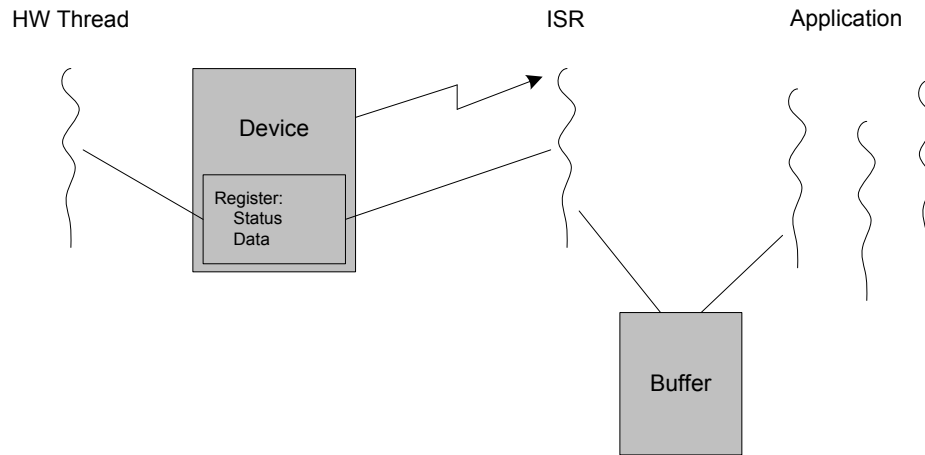 HW Thread
ISR
Application
Device
Register:
Status
Data
Buffer